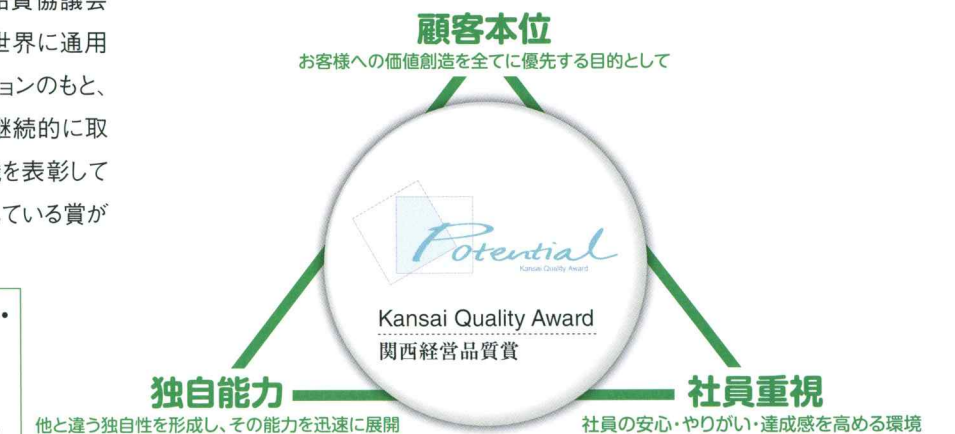 協議会
世界に通用
ョンのもと、
継続的に取
を表彰して
ている賞が
顧客本位
お客様への価値創造を全てに優先する目的として
Potential
Kansai Quality Award
Kansai Quality Award
関西経営品質賞
独自能力
他と違う独自性を形成し、その能力を迅速に展開
社員重視
社員の安心・やりがい・達成感を高める環境